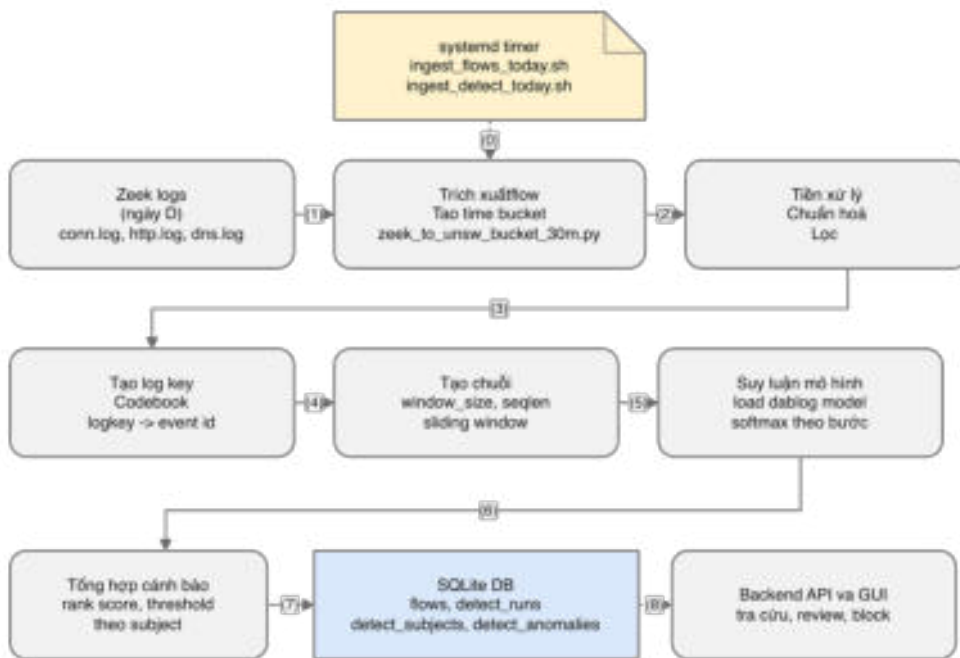 systemd timer
ingest_flows_today.sh
ingest_detect_today.sh
(0)
Zeek logs
(ngày D)
conn.log, http.log, dns.log
(1)
Trích xuấtflow
Tao time bucket
zeek_to_unsw_bucket_30m.py
(2)
Tiền xử lý
Chuẩn hoá
Lọc
(3)
Tạo log key
Codebook
logkey -> event id
(4)
Tạo chuỗi
window_size, seqlen
sliding window
(5)
Suy luận mô hình
load dablog model
softmax theo bước
(6)
Tổng hợp cảnh báo
rank score, threshold
theo subject
(7)
SQLite DB
flows, detect_runs
detect_subjects, detect_anomalies
(8)
Backend API va GUI
tra cứu, review, block